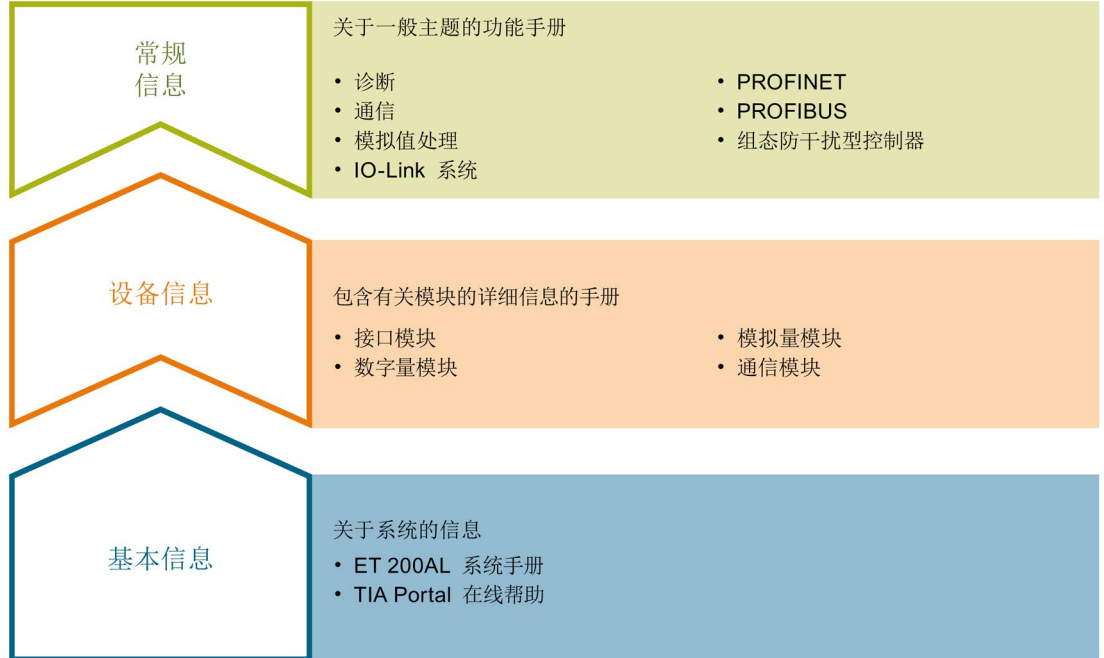 常规
信息
关于一般主题的功能手册
• 诊断
• 通信
• 模拟值处理
• IO-Link 系统
• PROFINET
• PROFIBUS
• 组态防干扰型控制器
设备信息
包含有关模块的详细信息的手册
• 接口模块
• 数字量模块
• 模拟量模块
• 通信模块
基本信息
关于系统的信息
• ET 200AL 系统手册
• TIA Portal 在线帮助